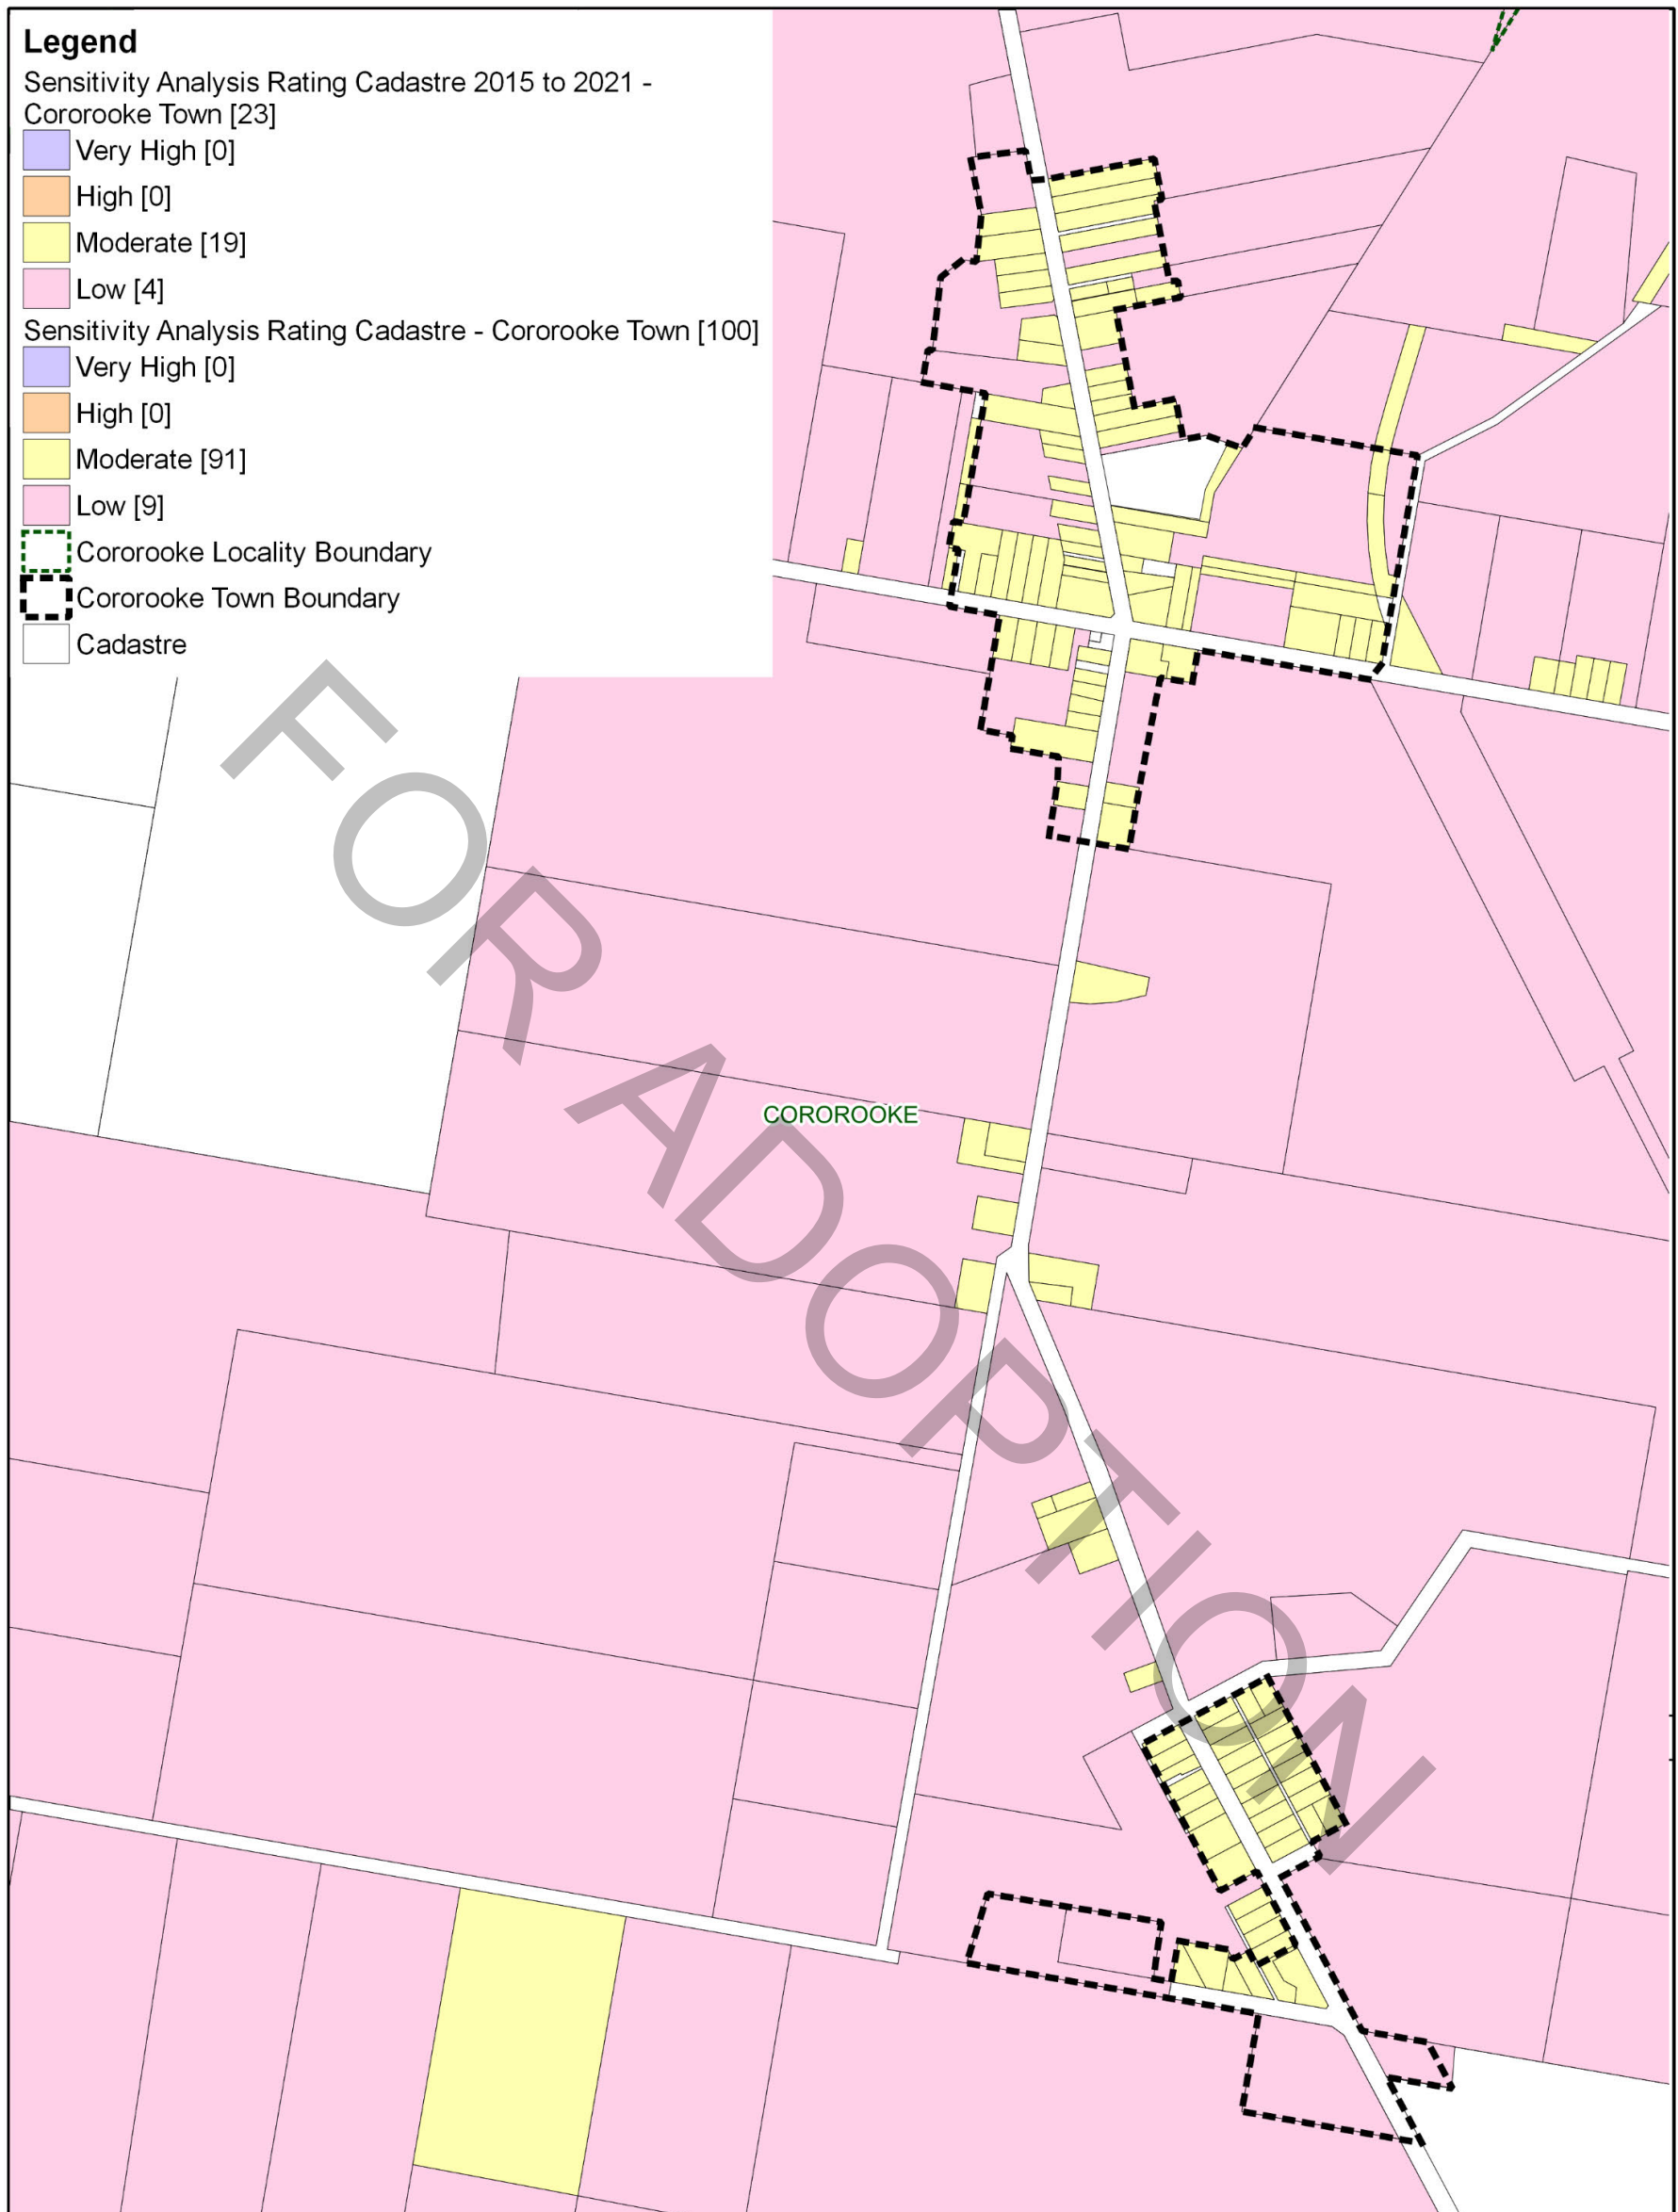 Legend
Sensitivity Analysis Rating Cadastre 2015 to 2021 -
Cororooke Town [23]
Very High [0]
High [0]
Moderate [19]
Low [4]
Sensitivity Analysis Rating Cadastre - Cororooke Town [100]
Very High [0]
High [0]
Moderate [91]
Low [9]
Cororooke Locality Boundary
Cororooke Town Boundary
Cadastre
FOR ADOPTION
COROROOKE